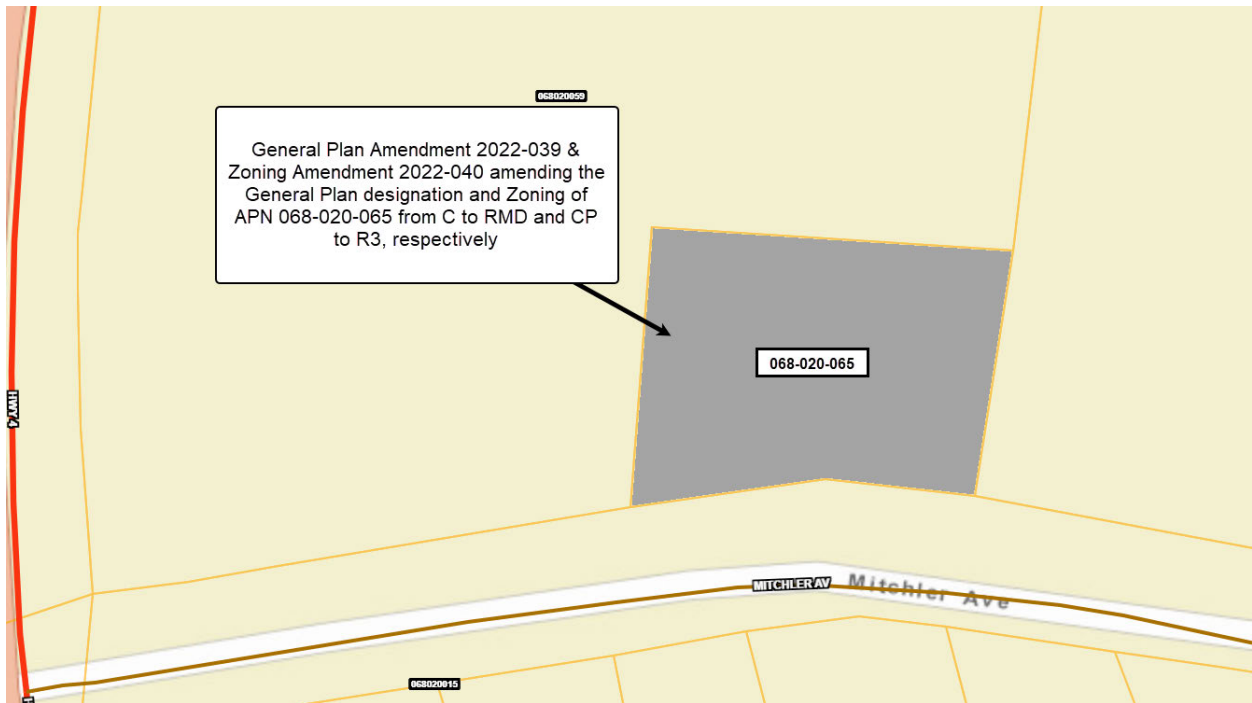 068020059
General Plan Amendment 2022-039 &
Zoning Amendment 2022-040 amending the
General Plan designation and Zoning of
APN 068-020-065 from C to RMD and CP
to R3, respectively
068-020-065
HWY 4
MITCHLER AV
Mitchler Ave
068020015